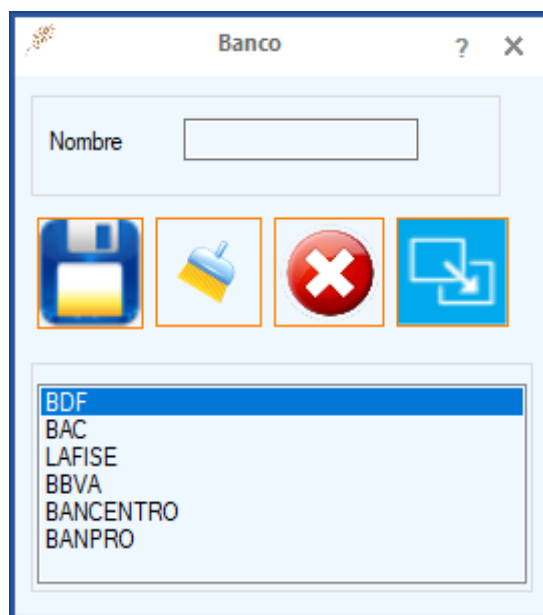 Banco ?
Nombre
BDF
BAC
LAFISE
BBVA
BANCENTRO
BANPRO